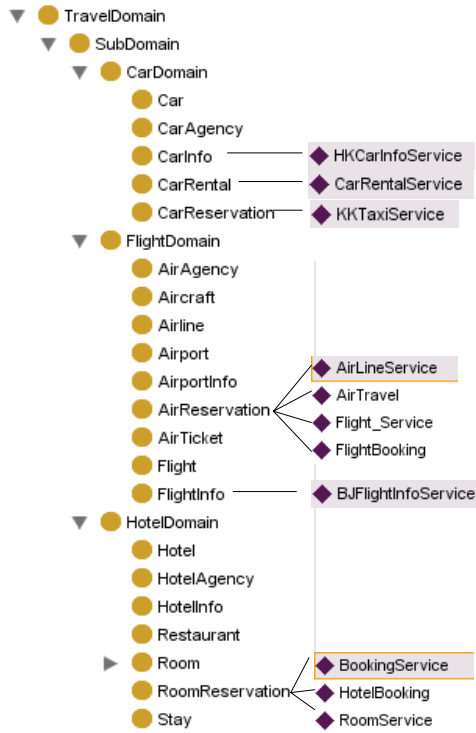 TravelDomain
SubDomain
CarDomain
Car
CarAgency
CarInfo HKCarInfoService
CarRental CarRentalService
CarReservation KKTaxiService
FlightDomain
AirAgency
Aircraft
Airline
Airport
AirportInfo AirLineService
AirReservation AirTravel
Flight_Service
AirTicket FlightBooking
Flight
FlightInfo BJFlightInfoService
HotelDomain
Hotel
HotelAgency
HotelInfo
Restaurant
Room BookingService
RoomReservation HotelBooking
Stay RoomService